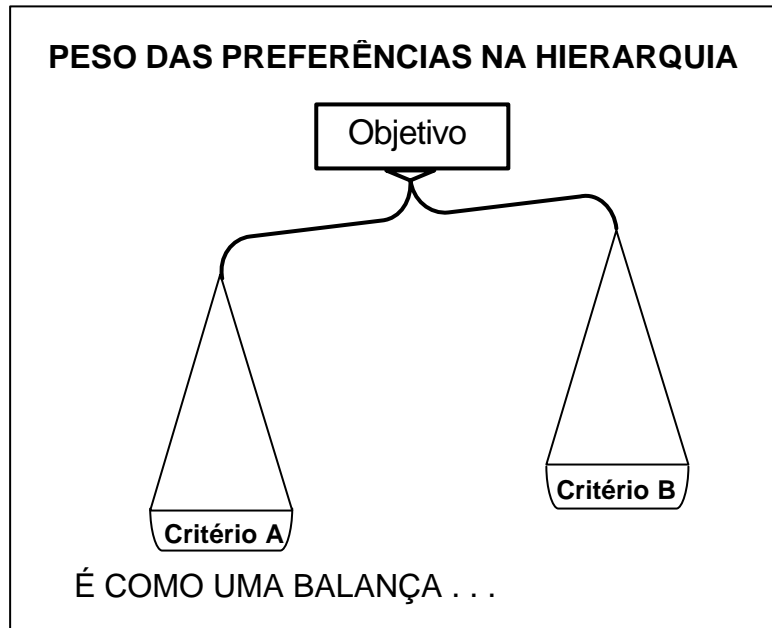 PESO DAS PREFERÊNCIAS NA HIERARQUIA
Objetivo
Critério B
Critério A
É COMO UMA BALANÇA . . .